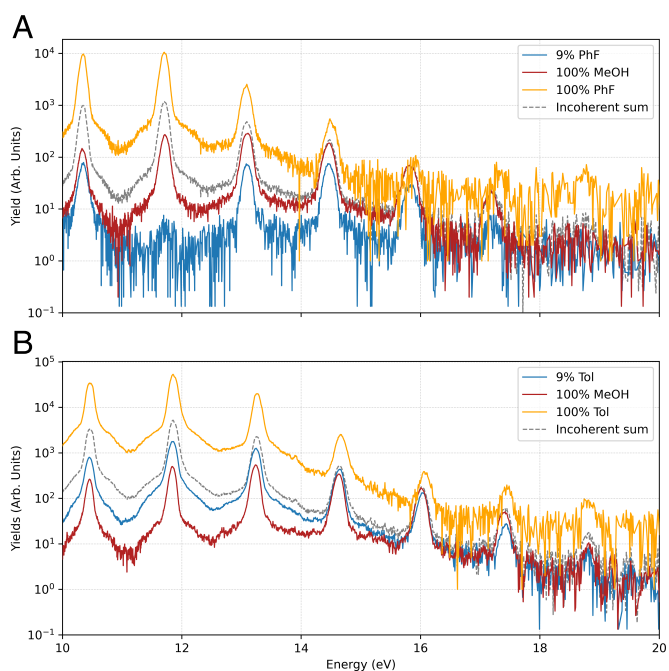 A
10⁴
10³
10²
10¹
10⁰
10⁻¹
Yield (Arb. Units)
9% PhF
100% MeOH
100% PhF
Incoherent sum
B
10⁵
10⁴
10³
10²
10¹
10⁰
10⁻¹
Yields (Arb. Units)
9% Tol
100% MeOH
100% Tol
Incoherent sum
10 12 14 16 18 20
Energy (eV)